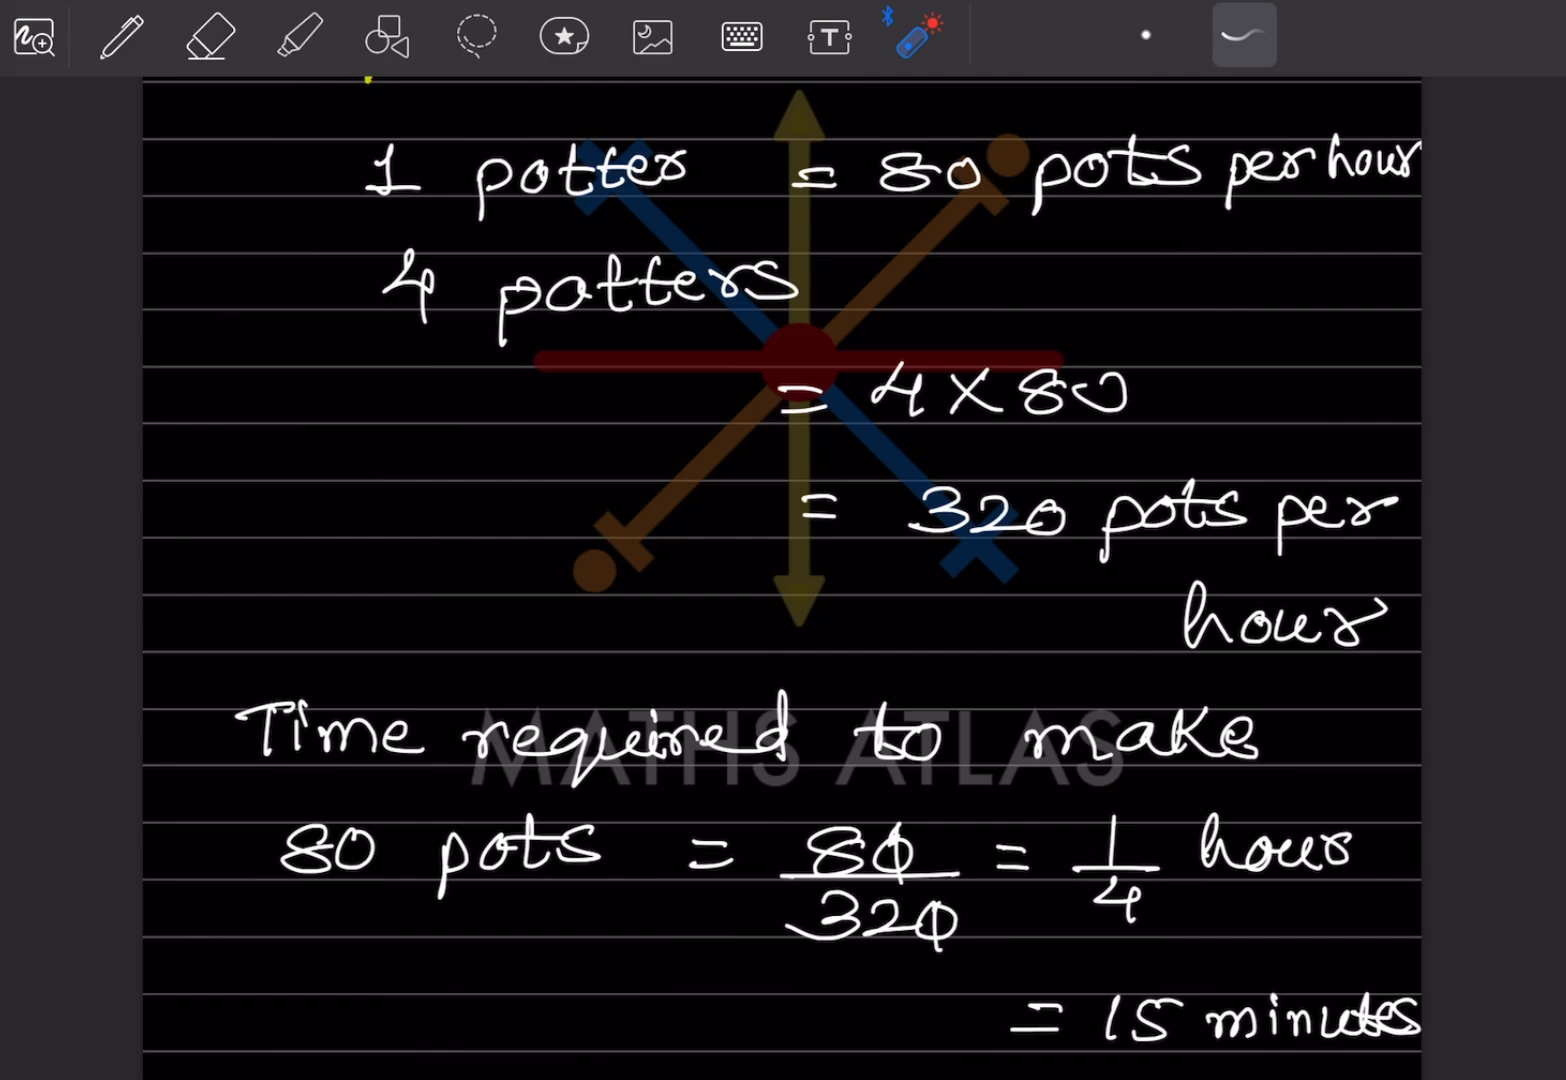 1 potter = 80 pots per hour
4 potters
= 4 × 80
= 320 pots per
hour
Time required to make
MATHS ATLAS
80 pots = 80/320 = 1/4 hour
= 15 minutes